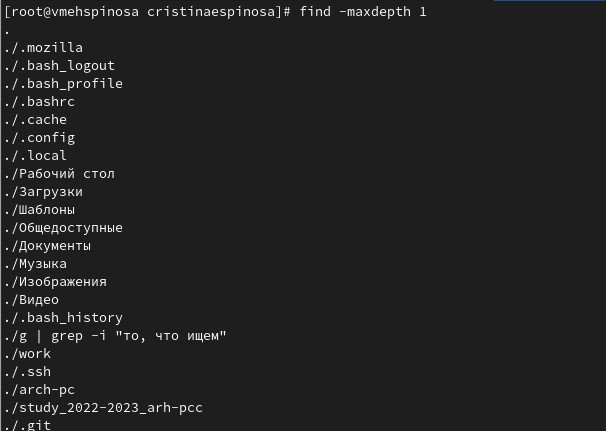 [root@vmehspinosa cristinaespinosa]# find -maxdepth 1
.
./.mozilla
./.bash_logout
./.bash_profile
./.bashrc
./.cache
./.config
./.local
./Рабочий стол
./Загрузки
./Шаблоны
./Общедоступные
./Документы
./Музыка
./Изображения
./Видео
./.bash_history
./g | grep -i "то, что ищем"
./work
./.ssh
./arch-pc
./study_2022-2023_arh-pcc
./.git